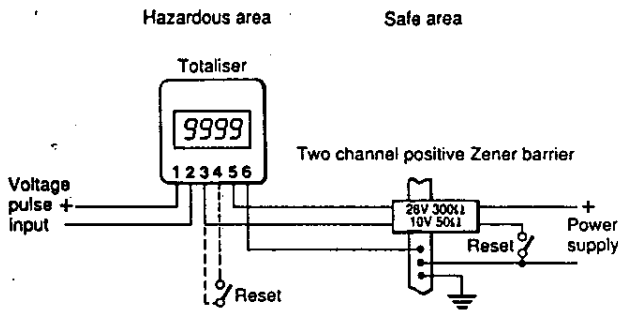 Hazardous area
Safe area
Totaliser
9999
1 2 3 4 5 6
Two channel positive Zener barrier
Voltage
pulse +
input
28V 300Ω
10V 50Ω
+
Power
supply
Reset
Reset